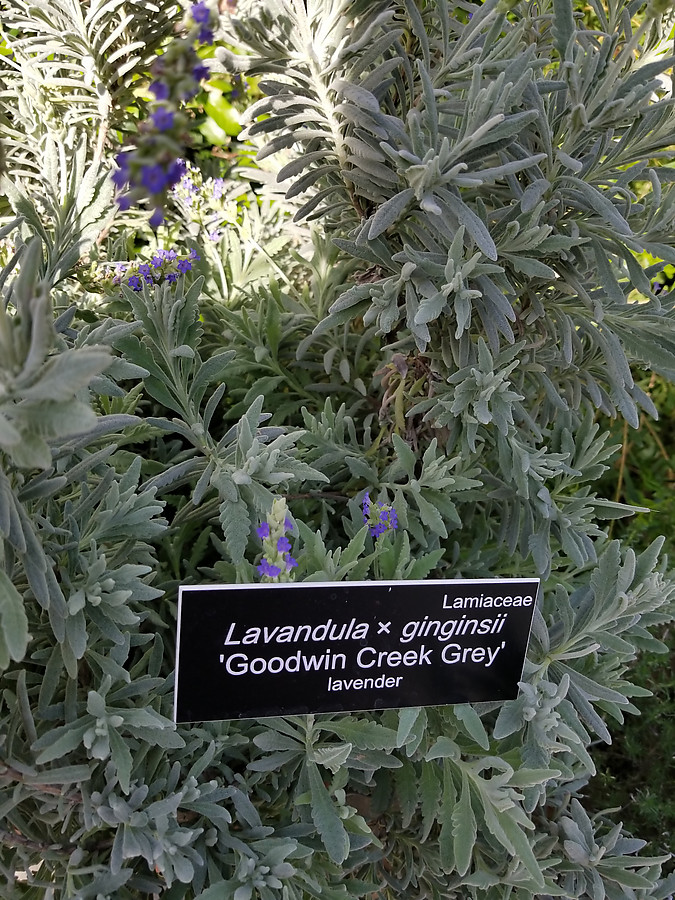 Lamiaceae
Lavandula × ginginsii
'Goodwin Creek Grey'
lavender